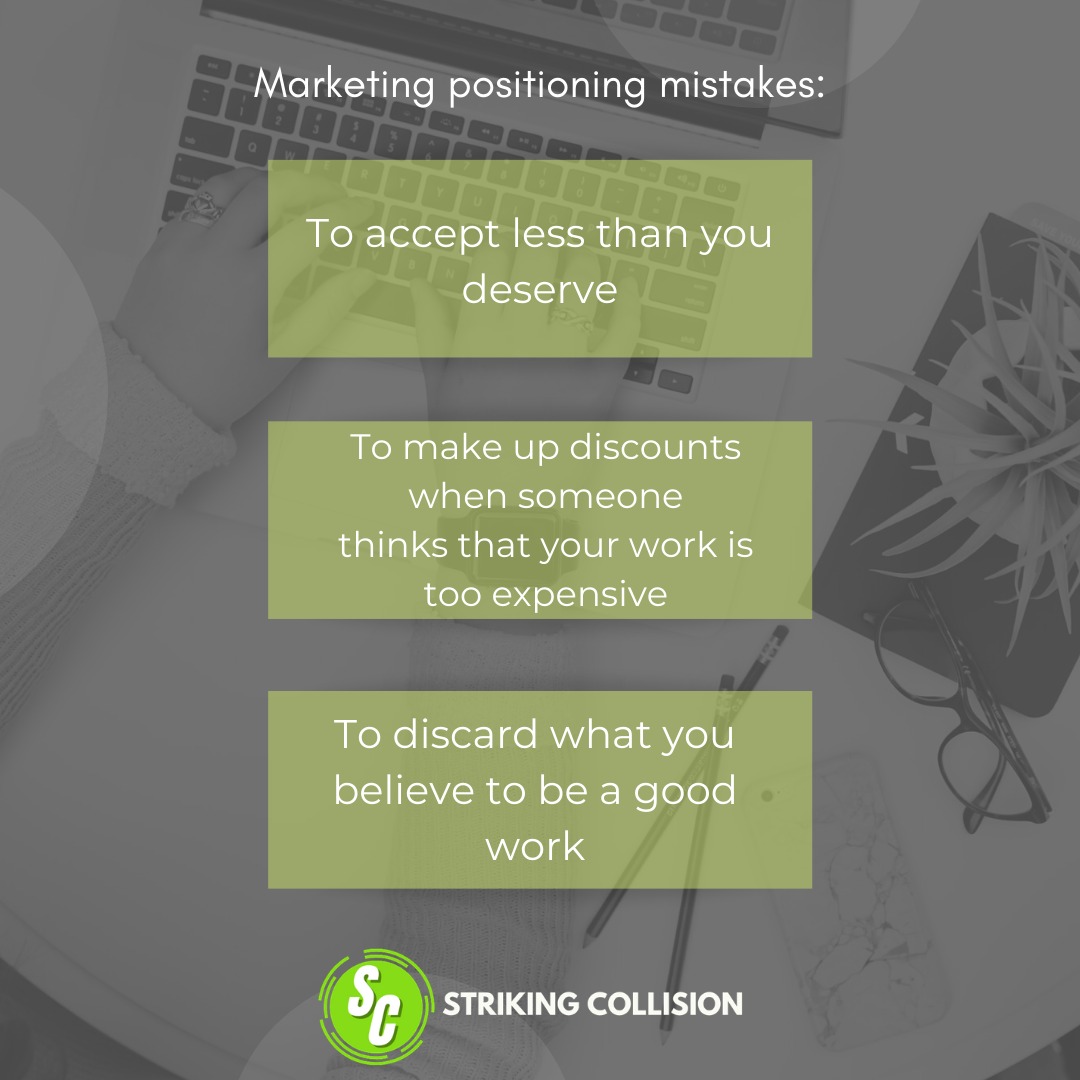 Marketing positioning mistakes:
To accept less than you
deserve
To make up discounts
when someone
thinks that your work is
too expensive
To discard what you
believe to be a good
work
SC
STRIKING COLLISION